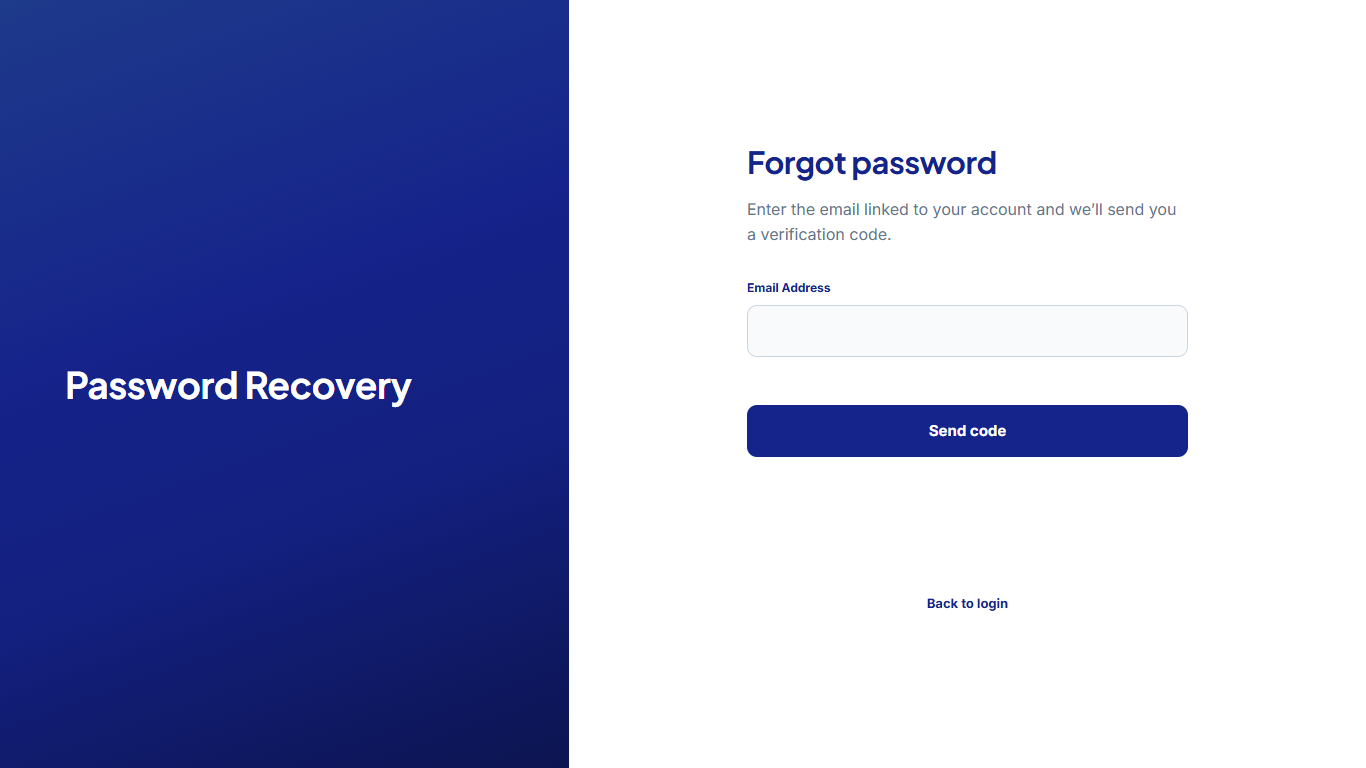 Password Recovery
Forgot password
Enter the email linked to your account and we’ll send you
a verification code.
Email Address
Send code
Back to login